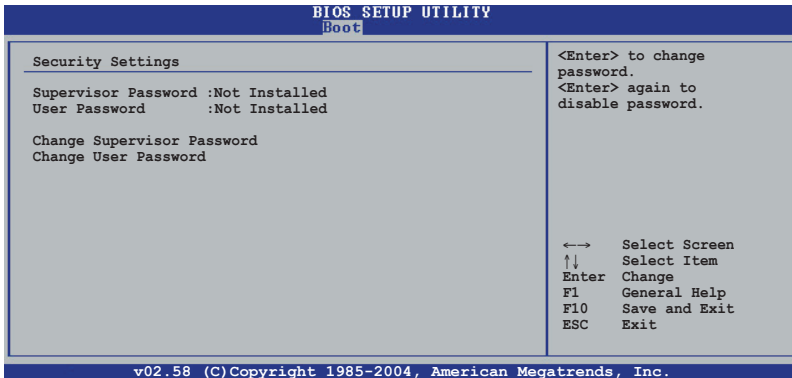 BIOS SETUP UTILITY
Boot
Security Settings
Supervisor Password :Not Installed
User Password :Not Installed
Change Supervisor Password
Change User Password
<Enter> to change
password.
<Enter> again to
disable password.
←→ Select Screen
↑↓ Select Item
Enter Change
F1 General Help
F10 Save and Exit
ESC Exit
v02.58 (C)Copyright 1985-2004, American Megatrends, Inc.